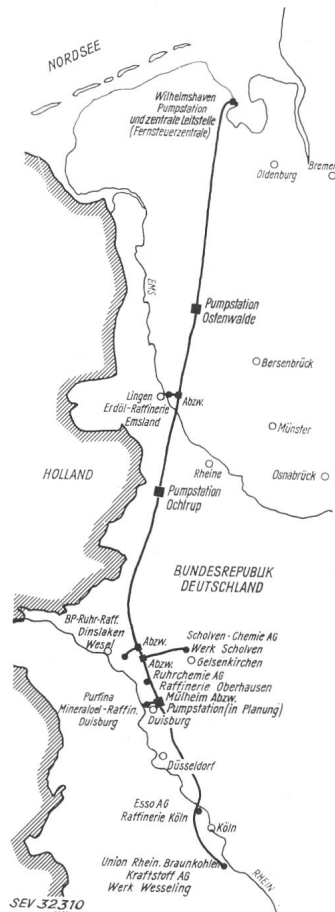 NORDSEE
Wilhelmshaven
Pumpstation
und zentrale Leitstelle
(Fernsteuerzentrale)
Bremen
Oldenburg
EMS
Pumpstation
Ostenwalde
Bersenbrück
Lingen
Erdöl-Raffinerie
Emsland
Abzw.
Münster
Rheine
Osnabrück
HOLLAND
Pumpstation
Ochtrup
BUNDESREPUBLIK
DEUTSCHLAND
BP-Ruhr-Raff.
Dinslaken
Wesel
Abzw.
Abzw.
Scholven-Chemie AG
Werk Scholven
Gelsenkirchen
Ruhrchemie AG
Raffinerie Oberhausen
Mülheim Abzw.
Pumpstation (in Planung)
Purfina
Mineraloel-Raffin.
Duisburg
Duisburg
Düsseldorf
Esso AG
Raffinerie Köln
Köln
Union Rhein. Braunkohlen
Kraftstoff AG
Werk Wesseling
RHEIN
SEV 32310